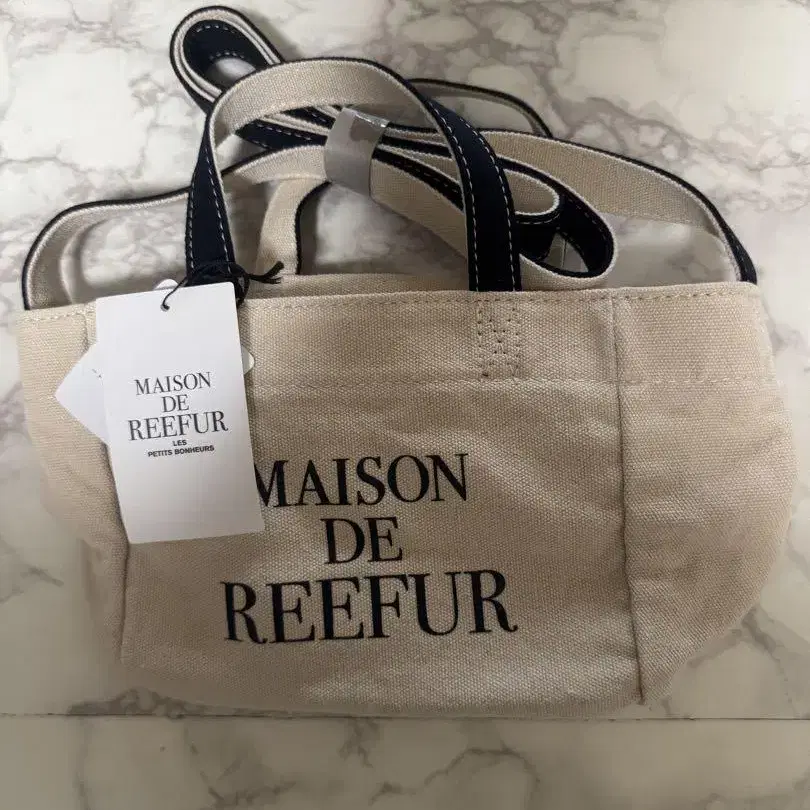 MAISON
DE
REEFUR
LES
PETITS BONHEURS
MAISON
DE
REEFUR